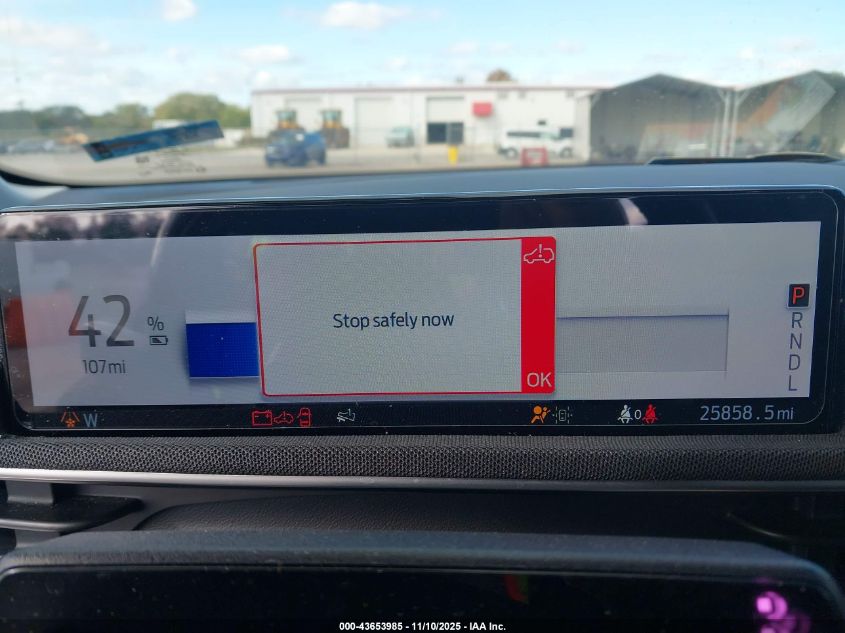 42 %
107mi
Stop safely now
OK
P
R
N
D
L
W
0
25858.5mi
000-43653985 - 11/10/2025 - IAA Inc.